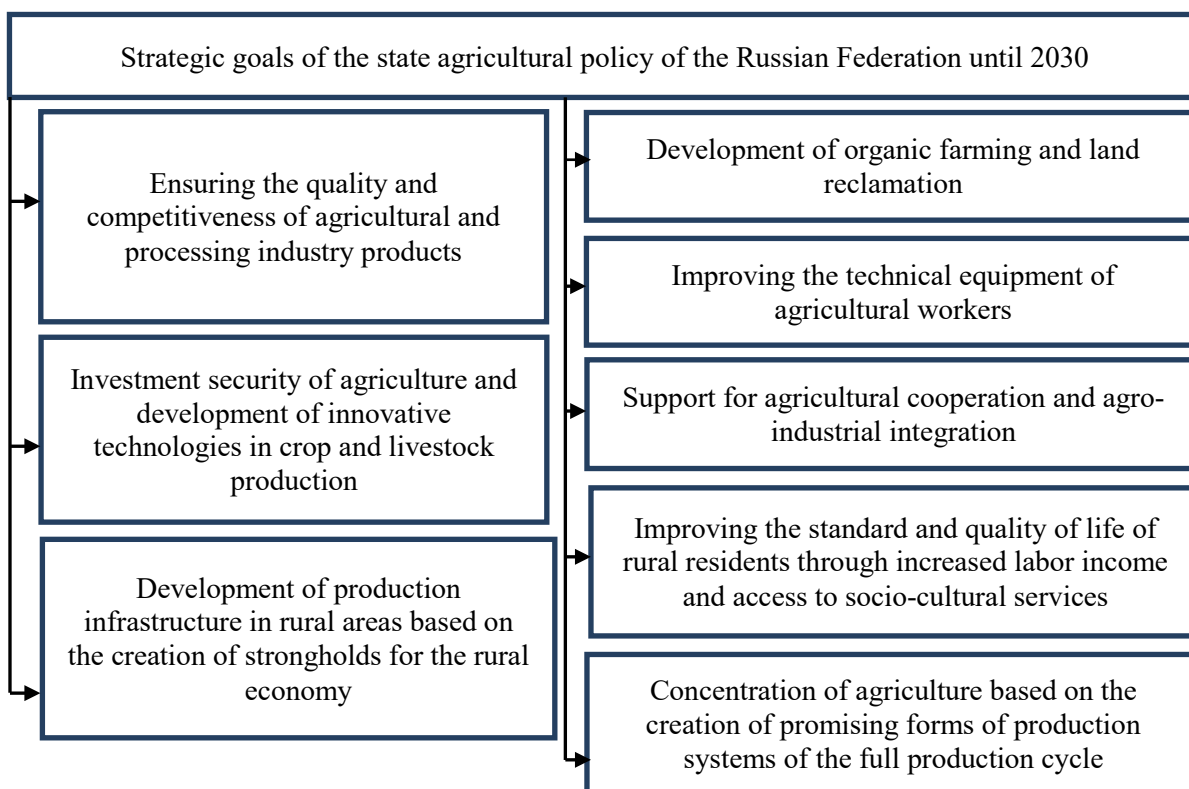 Strategic goals of the state agricultural policy of the Russian Federation until 2030
Ensuring the quality and
competitiveness of agricultural and
processing industry products
Investment security of agriculture and
development of innovative
technologies in crop and livestock
production
Development of production
infrastructure in rural areas based on
the creation of strongholds for the rural
economy
Development of organic farming and land
reclamation
Improving the technical equipment of
agricultural workers
Support for agricultural cooperation and agro-
industrial integration
Improving the standard and quality of life of
rural residents through increased labor income
and access to socio-cultural services
Concentration of agriculture based on the
creation of promising forms of production
systems of the full production cycle